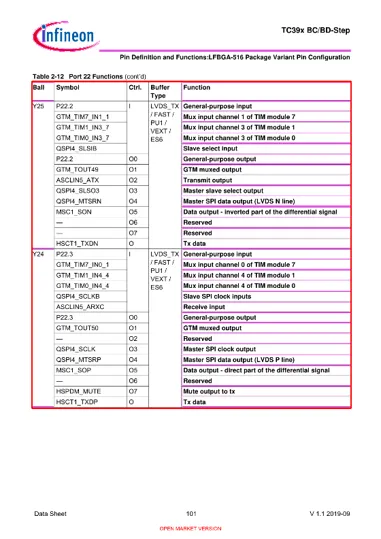 infineon
TC39x BC/BD-Step
Pin Definition and Functions:LFBGA-516 Package Variant Pin Configuration
Table 2-12 Port 22 Functions (cont'd)
Ball Symbol Ctrl. Buffer Type Function
Y25 P22.2 I LVDS_TX / FAST / PU1 / VEXT / ES6 General-purpose input
GTM_TIM7_IN1_1 Mux input channel 1 of TIM module 7
GTM_TIM1_IN3_7 Mux input channel 3 of TIM module 1
GTM_TIM0_IN3_7 Mux input channel 3 of TIM module 0
QSPI4_SLSIB Slave select input
P22.2 O0 General-purpose output
GTM_TOUT49 O1 GTM muxed output
ASCLIN5_ATX O2 Transmit output
QSPI4_SLSO3 O3 Master slave select output
QSPI4_MTSRN O4 Master SPI data output (LVDS N line)
MSC1_SON O5 Data output - inverted part of the differential signal
— O6 Reserved
— O7 Reserved
HSCT1_TXDN O Tx data
Y24 P22.3 I LVDS_TX / FAST / PU1 / VEXT / ES6 General-purpose input
GTM_TIM7_IN0_1 Mux input channel 0 of TIM module 7
GTM_TIM1_IN4_4 Mux input channel 4 of TIM module 1
GTM_TIM0_IN4_4 Mux input channel 4 of TIM module 0
QSPI4_SCLKB Slave SPI clock inputs
ASCLIN5_ARXC Receive input
P22.3 O0 General-purpose output
GTM_TOUT50 O1 GTM muxed output
— O2 Reserved
QSPI4_SCLK O3 Master SPI clock output
QSPI4_MTSRP O4 Master SPI data output (LVDS P line)
MSC1_SOP O5 Data output - direct part of the differential signal
— O6 Reserved
HSPDM_MUTE O7 Mute output to tx
HSCT1_TXDP O Tx data
Data Sheet 101 V 1.1 2019-09
OPEN MARKET VERSION